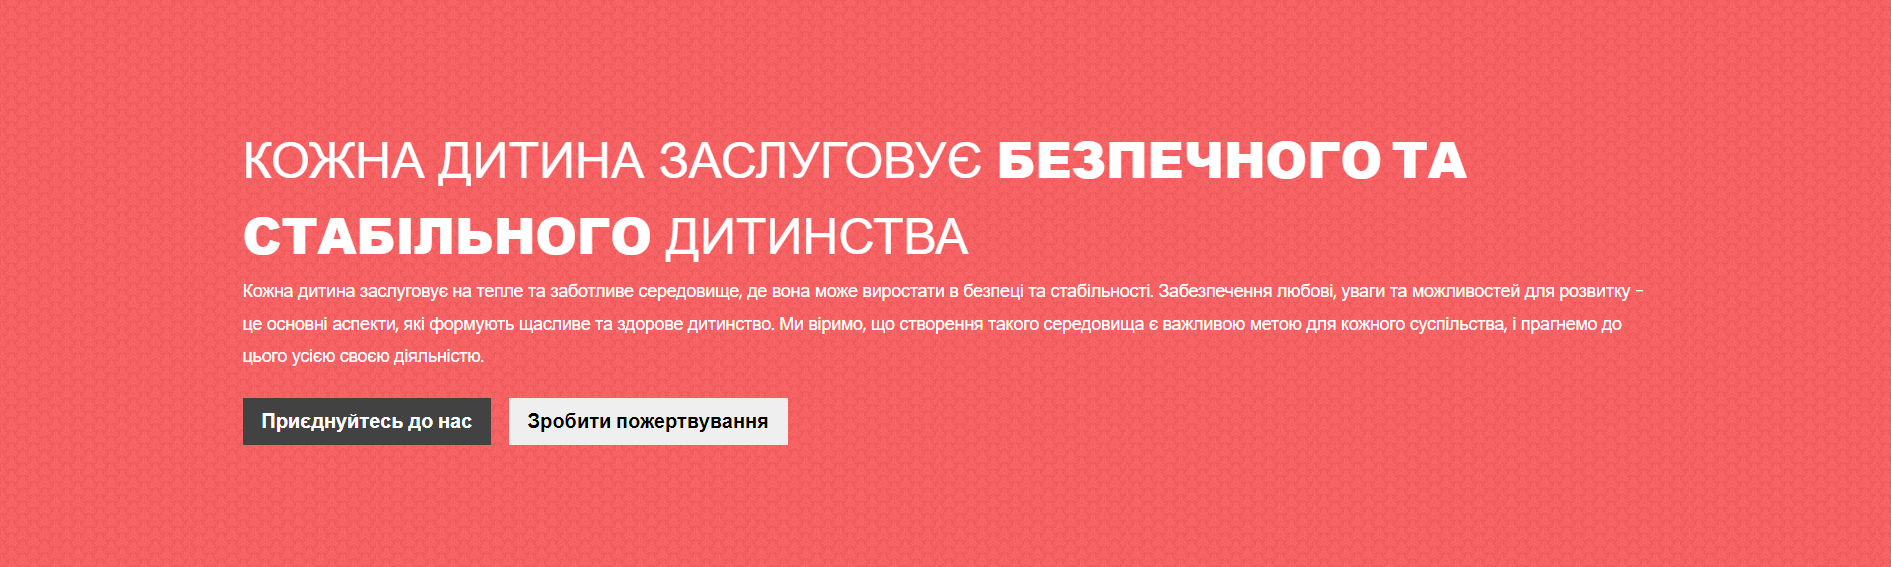 КОЖНА ДИТИНА ЗАСЛУГОВУЄ БЕЗПЕЧНОГО ТА
СТАБІЛЬНОГО ДИТИНСТВА
Кожна дитина заслуговує на тепле та заботливе середовище, де вона може виростати в безпеці та стабільності. Забезпечення любові, уваги та можливостей для розвитку –
це основні аспекти, які формують щасливе та здорове дитинство. Ми віримо, що створення такого середовища є важливою метою для кожного суспільства, і прагнемо до
цього усією своєю діяльністю.
Приєднуйтесь до нас Зробити пожертвування